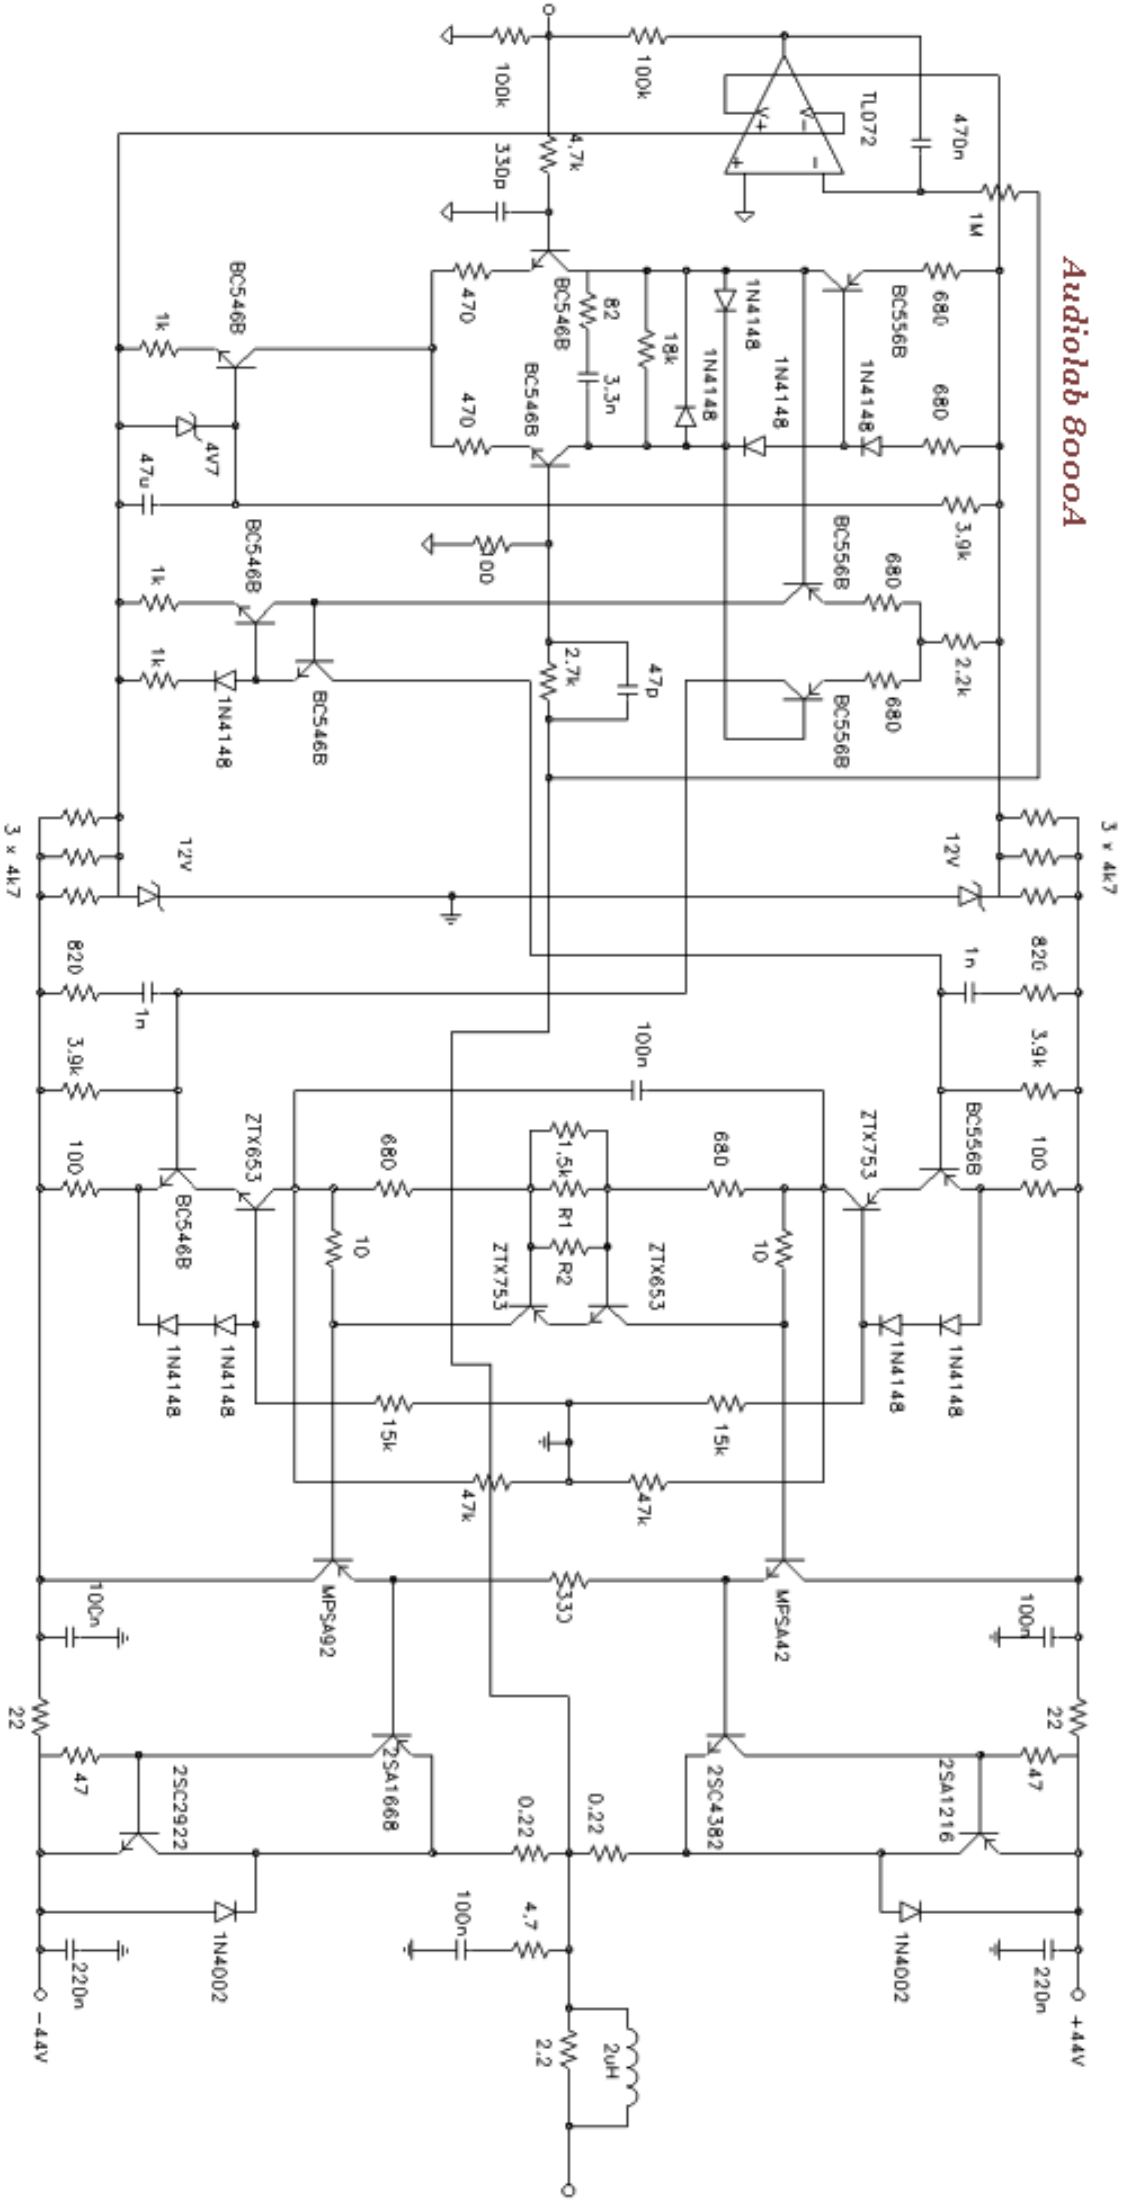 Audiolab 8000A
TL072
V+
V-
+
-
470n
1M
100k
100k
4,7k
330p
BC546B
470
82
3,3n
18k
1N4148
1N4148
1N4148
1N4148
BC556B
680
680
BC546B
470
BC546B
1k
4V7
47u
3,9k
100
BC546B
1k
1k
1N4148
BC546B
BC556B
680
680
2.2k
BC556B
2.7k
47p
3 x 4k7
12V
12V
3 x 4k7
820
1n
1n
820
3.9k
3.9k
100n
100
BC546B
ZTX653
680
1,5k
R1
R2
680
ZTX753
BC556B
100
10
10
ZTX753
ZTX653
1N4148
1N4148
1N4148
1N4148
15k
15k
47k
47k
MPSA92
330
MPSA42
100n
100n
22
22
47
47
2SC2922
2SA1668
2SC4382
2SA1216
0.22
0.22
1N4002
1N4002
100n
4,7
220n
220n
-44V
+44V
2.2
2uH